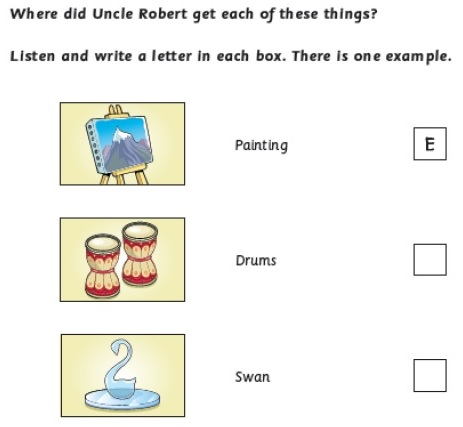 Where did Uncle Robert get each of these things?
Listen and write a letter in each box. There is one example.
Painting E
Drums
Swan